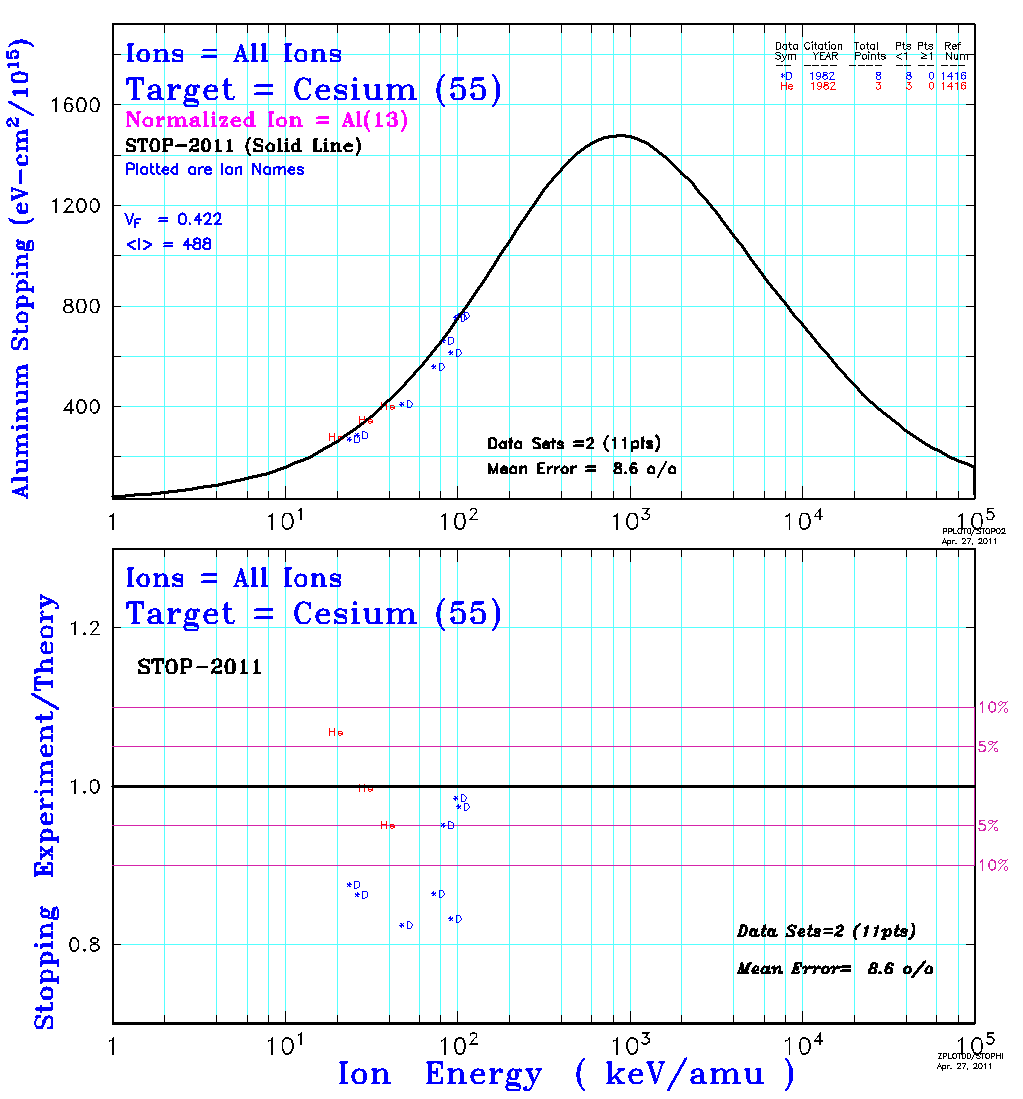 Ions = All Ions
Target = Cesium (55)
Normalized Ion = Al(13)
STOP-2011 (Solid Line)
Plotted are Ion Names
V_F = 0.422
<I> = 488
Data Citation Total Pts Pts Ref
Sym YEAR Points <1 ≥1 Num
*D 1982 8 8 0 1416
He 1982 3 3 0 1416
Aluminum Stopping (eV-cm²/10¹⁵)
1600
1200
800
400
*D *D
*D
*D
*D
He *D
He
He *D
*D
Data Sets =2 (11pts)
Mean Error = 8.6 o/o
1 10¹ 10² 10³ 10⁴ 10⁵
PPLOT0/STOP02
Apr. 27, 2011
Ions = All Ions
Target = Cesium (55)
STOP-2011
Stopping Experiment/Theory
1.2
1.0
0.8
10%
5%
5%
10%
He
He
*D
*D
He *D
*D
*D *D
*D
*D
Data Sets=2 (11pts)
Mean Error= 8.6 o/o
1 10¹ 10² 10³ 10⁴ 10⁵
Ion Energy ( keV/amu )
Apr. 27, 2011